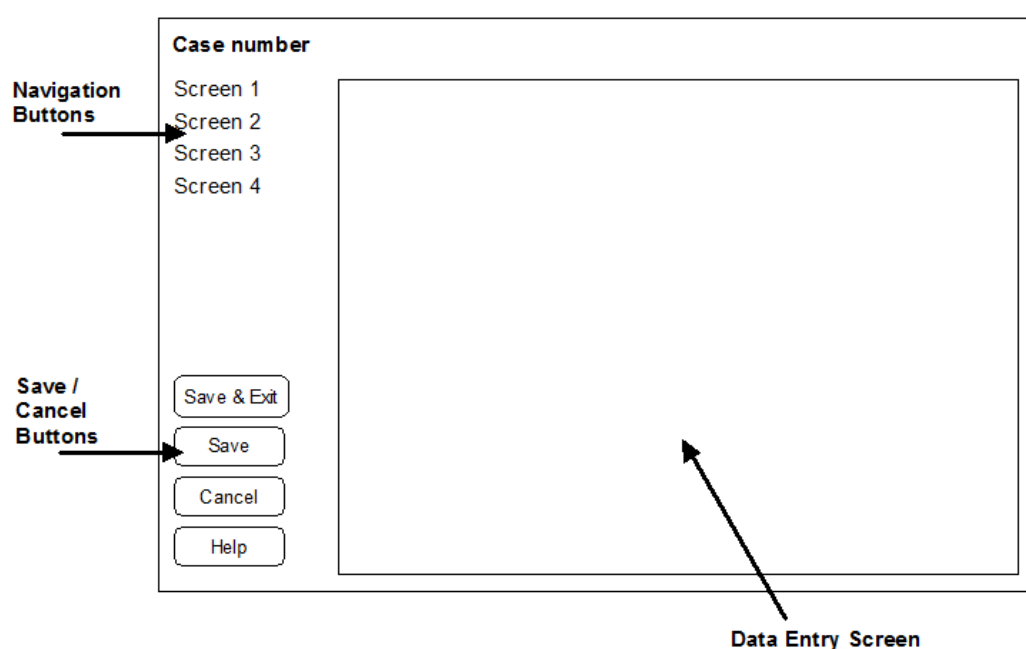 Case number
Navigation
Buttons
Screen 1
Screen 2
Screen 3
Screen 4
Save /
Cancel
Buttons
Save & Exit
Save
Cancel
Help
Data Entry Screen